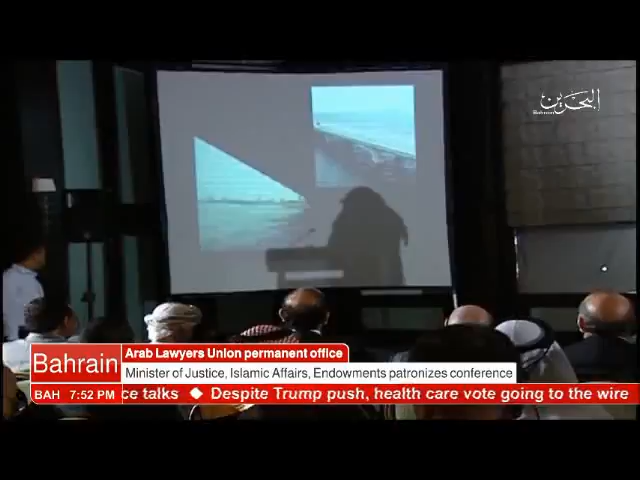 البحرين
Bahrain
Bahrain
Arab Lawyers Union permanent office
Minister of Justice, Islamic Affairs, Endowments patronizes conference
BAH 7:52 PM ce talks ◆ Despite Trump push, health care vote going to the wire